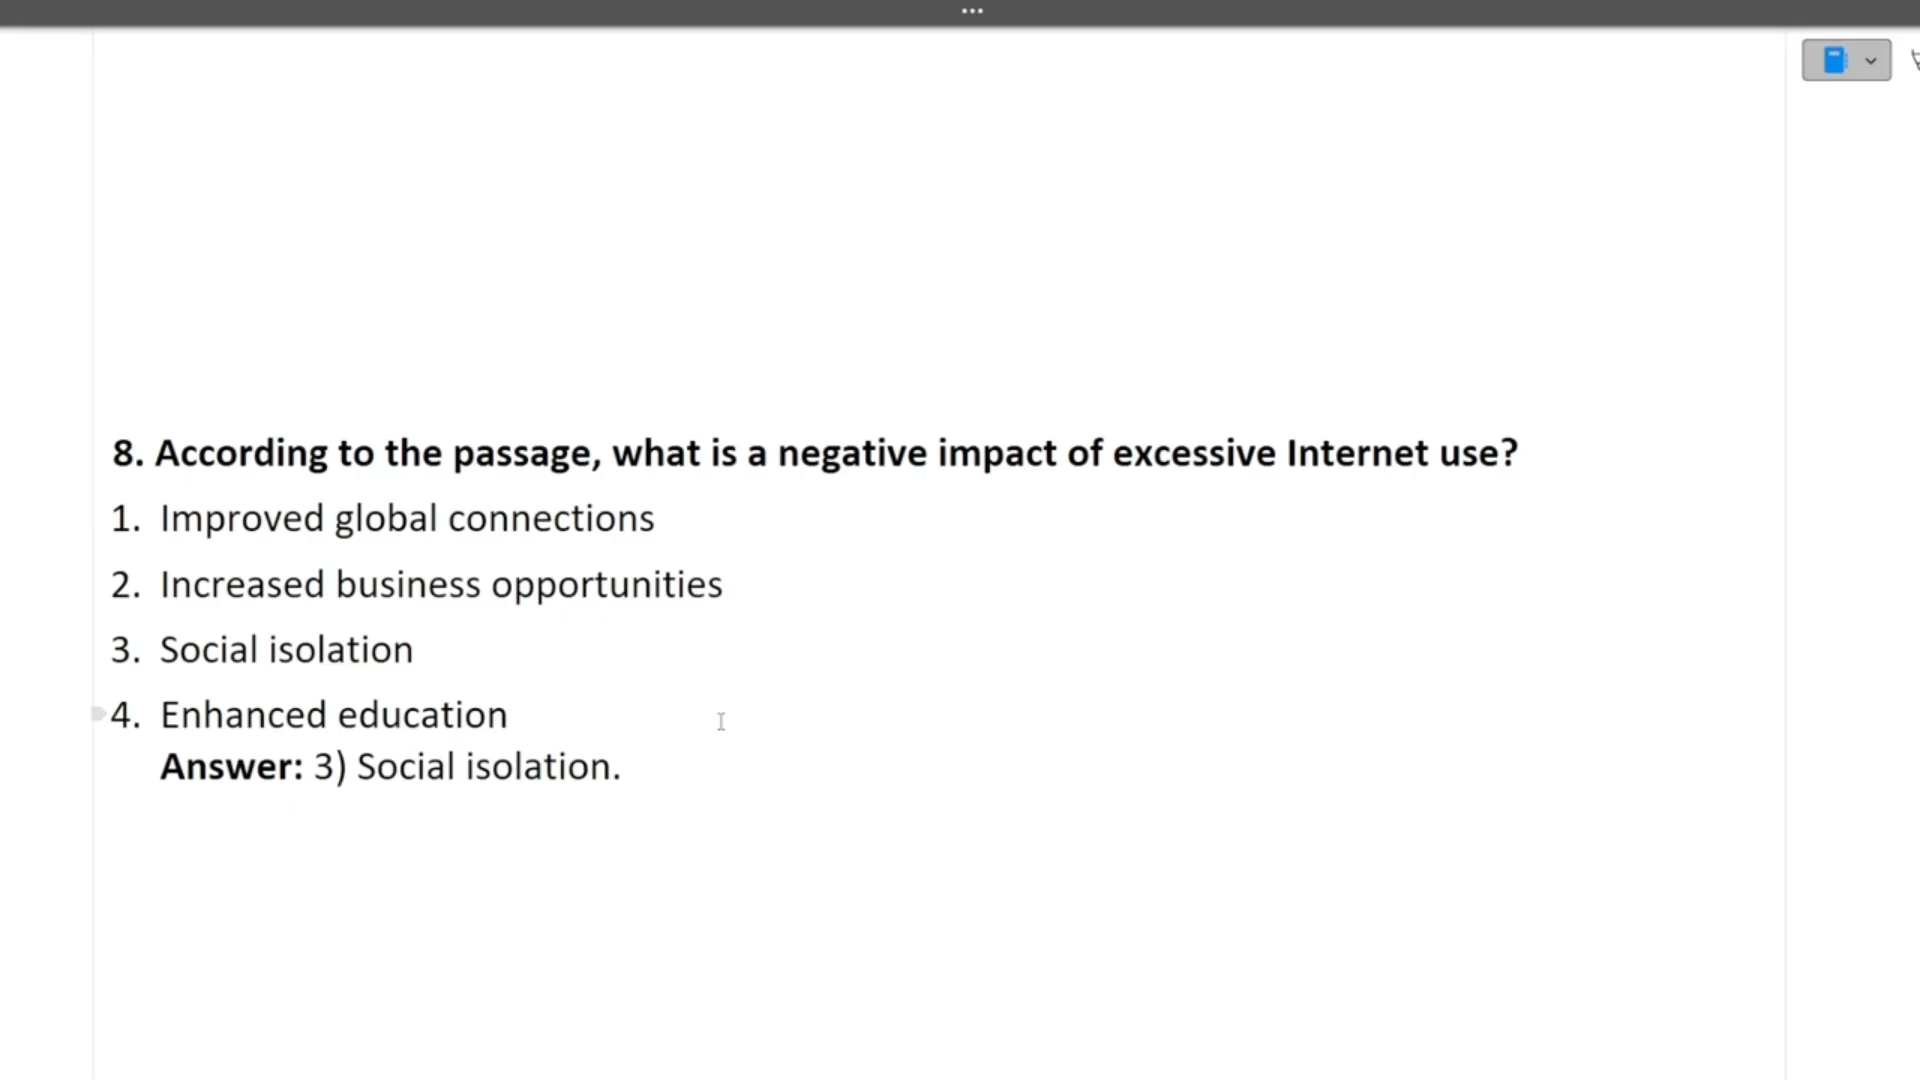 8. According to the passage, what is a negative impact of excessive Internet use?
1. Improved global connections
2. Increased business opportunities
3. Social isolation
4. Enhanced education
Answer: 3) Social isolation.